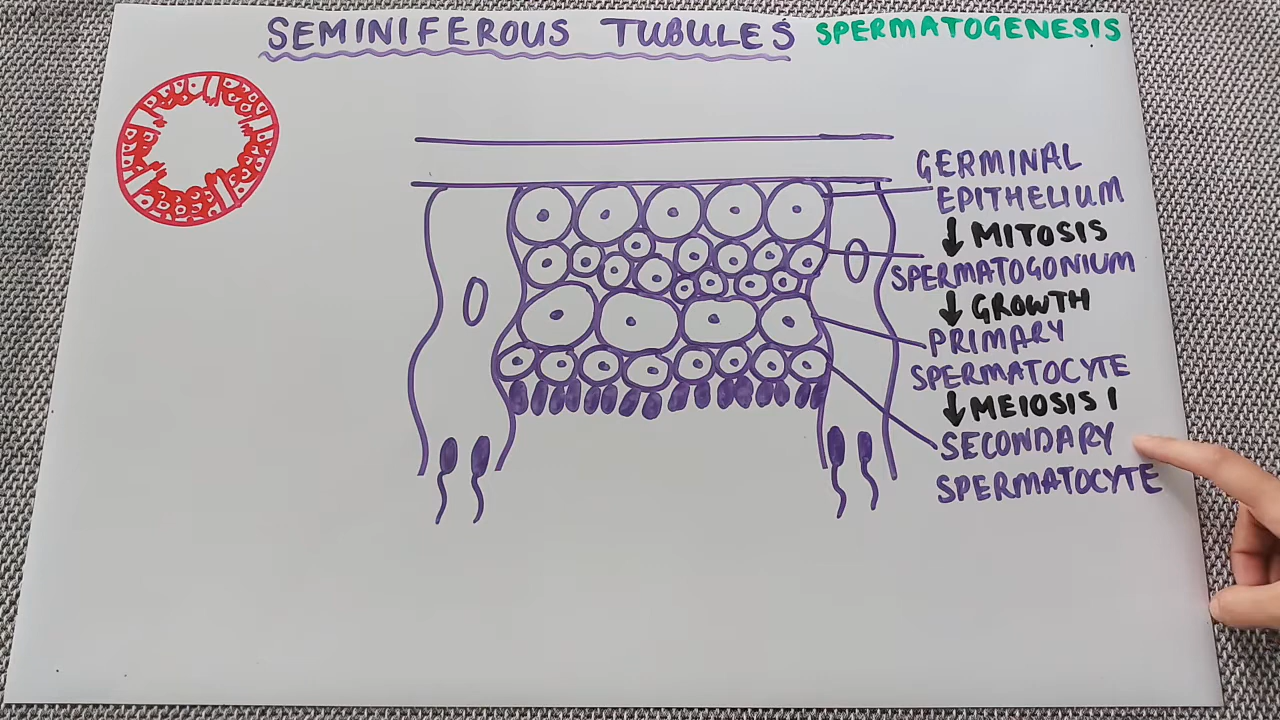 SEMINIFEROUS TUBULES SPERMATOGENESIS
GERMINAL
EPITHELIUM
↓ MITOSIS
SPERMATOGONIUM
↓ GROWTH
PRIMARY
SPERMATOCYTE
↓ MEIOSIS I
SECONDARY
SPERMATOCYTE